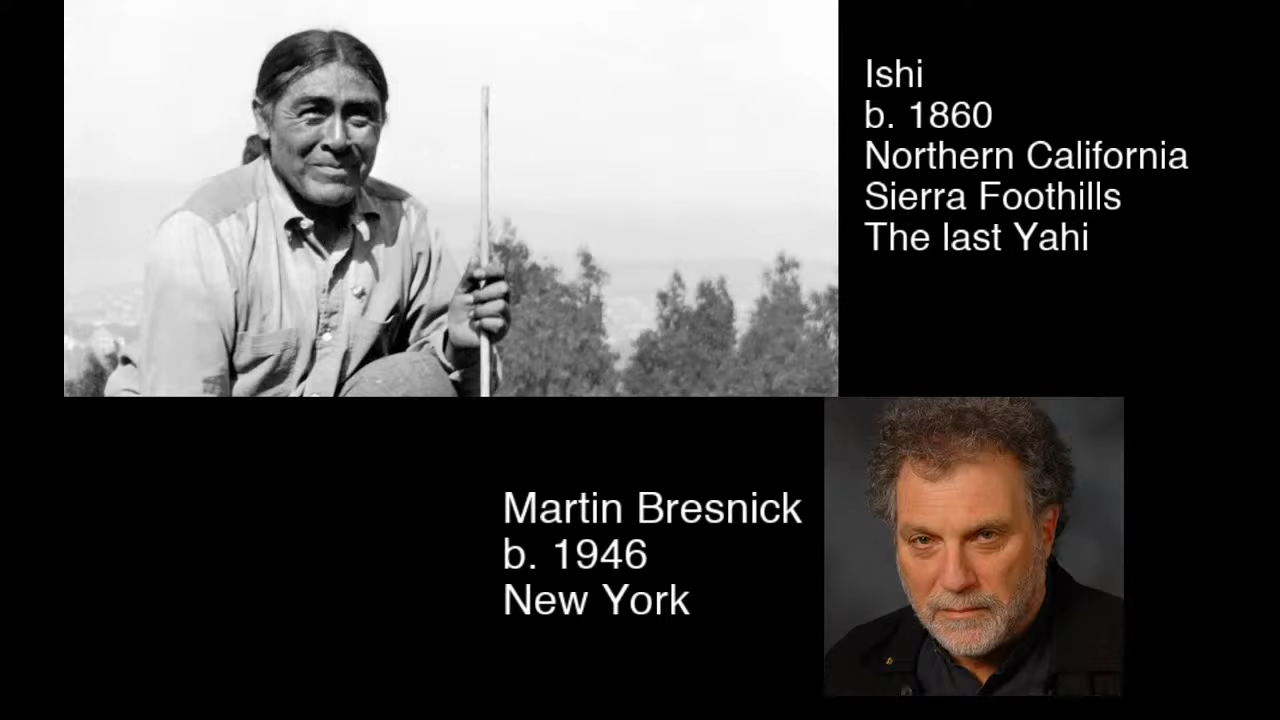 Ishi
b. 1860
Northern California
Sierra Foothills
The last Yahi
Martin Bresnick
b. 1946
New York